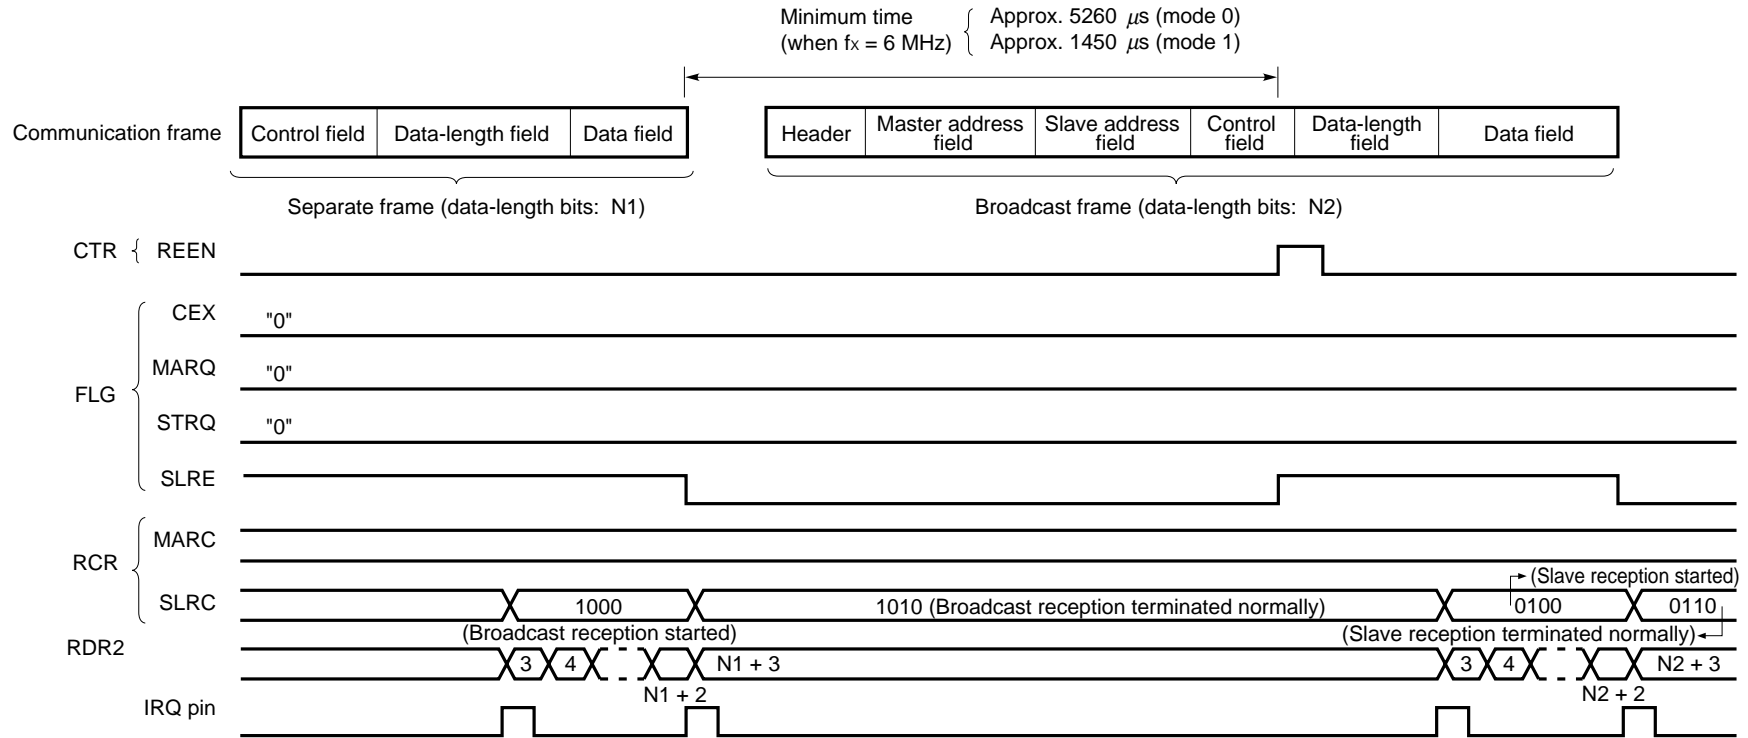 Minimum time
(when fx = 6 MHz)
Approx. 5260 μs (mode 0)
Approx. 1450 μs (mode 1)
Communication frame
Control field
Data-length field
Data field
Header
Master address
field
Slave address
field
Control
field
Data-length
field
Data field
Separate frame (data-length bits: N1)
Broadcast frame (data-length bits: N2)
CTR { REEN
FLG
CEX
"0"
MARQ
"0"
STRQ
"0"
SLRE
RCR
MARC
SLRC
1000
1010 (Broadcast reception terminated normally)
(Slave reception started)
0100
0110
(Broadcast reception started)
(Slave reception terminated normally)
RDR2
3
4
N1 + 2
N1 + 3
3
4
N2 + 2
N2 + 3
IRQ pin